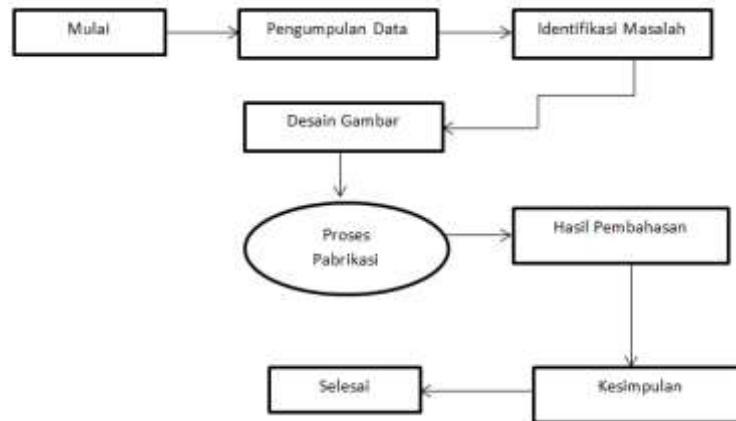 Mulai
Pengumpulan Data
Identifikasi Masalah
Desain Gambar
Proses
Pabrikasi
Hasil Pembahasan
Kesimpulan
Selesai